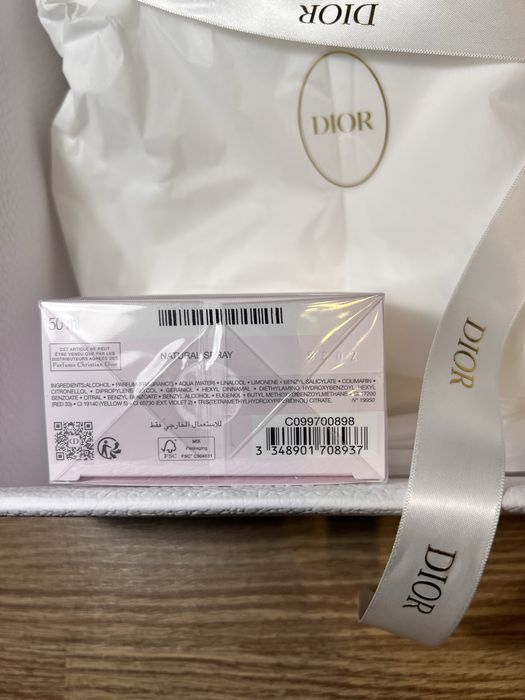 DIOR
DIOR
DIOR
DIOR
50 ml
CET ARTICLE NE PEUT
ÊTRE VENDU QUE PAR LES
DISTRIBUTEURS AGRÉÉS DES
Parfums Christian Dior
NATURAL SPRAY
INGREDIENTS: ALCOHOL • PARFUM (FRAGRANCE) • AQUA (WATER) • LINALOOL • LIMONENE • BENZYL SALICYLATE • COUMARIN •
CITRONELLOL • DIPROPYLENE GLYCOL • GERANIOL • HEXYL CINNAMAL • DIETHYLAMINO HYDROXYBENZOYL HEXYL
BENZOATE • CITRAL • BENZYL BENZOATE • BENZYL ALCOHOL • EUGENOL • BUTYL METHOXYDIBENZOYLMETHANE • CI 17200
(RED 33) • CI 19140 (YELLOW 5) • CI 60730 (EXT. VIOLET 2) • TRIS(TETRAMETHYLHYDROXYPIPERIDINOL) CITRATE. N° 19950
للاستعمال الخارجي فقط
FSC
MIX
Packaging
FSC® C004531
C099700898
3 348901 708937